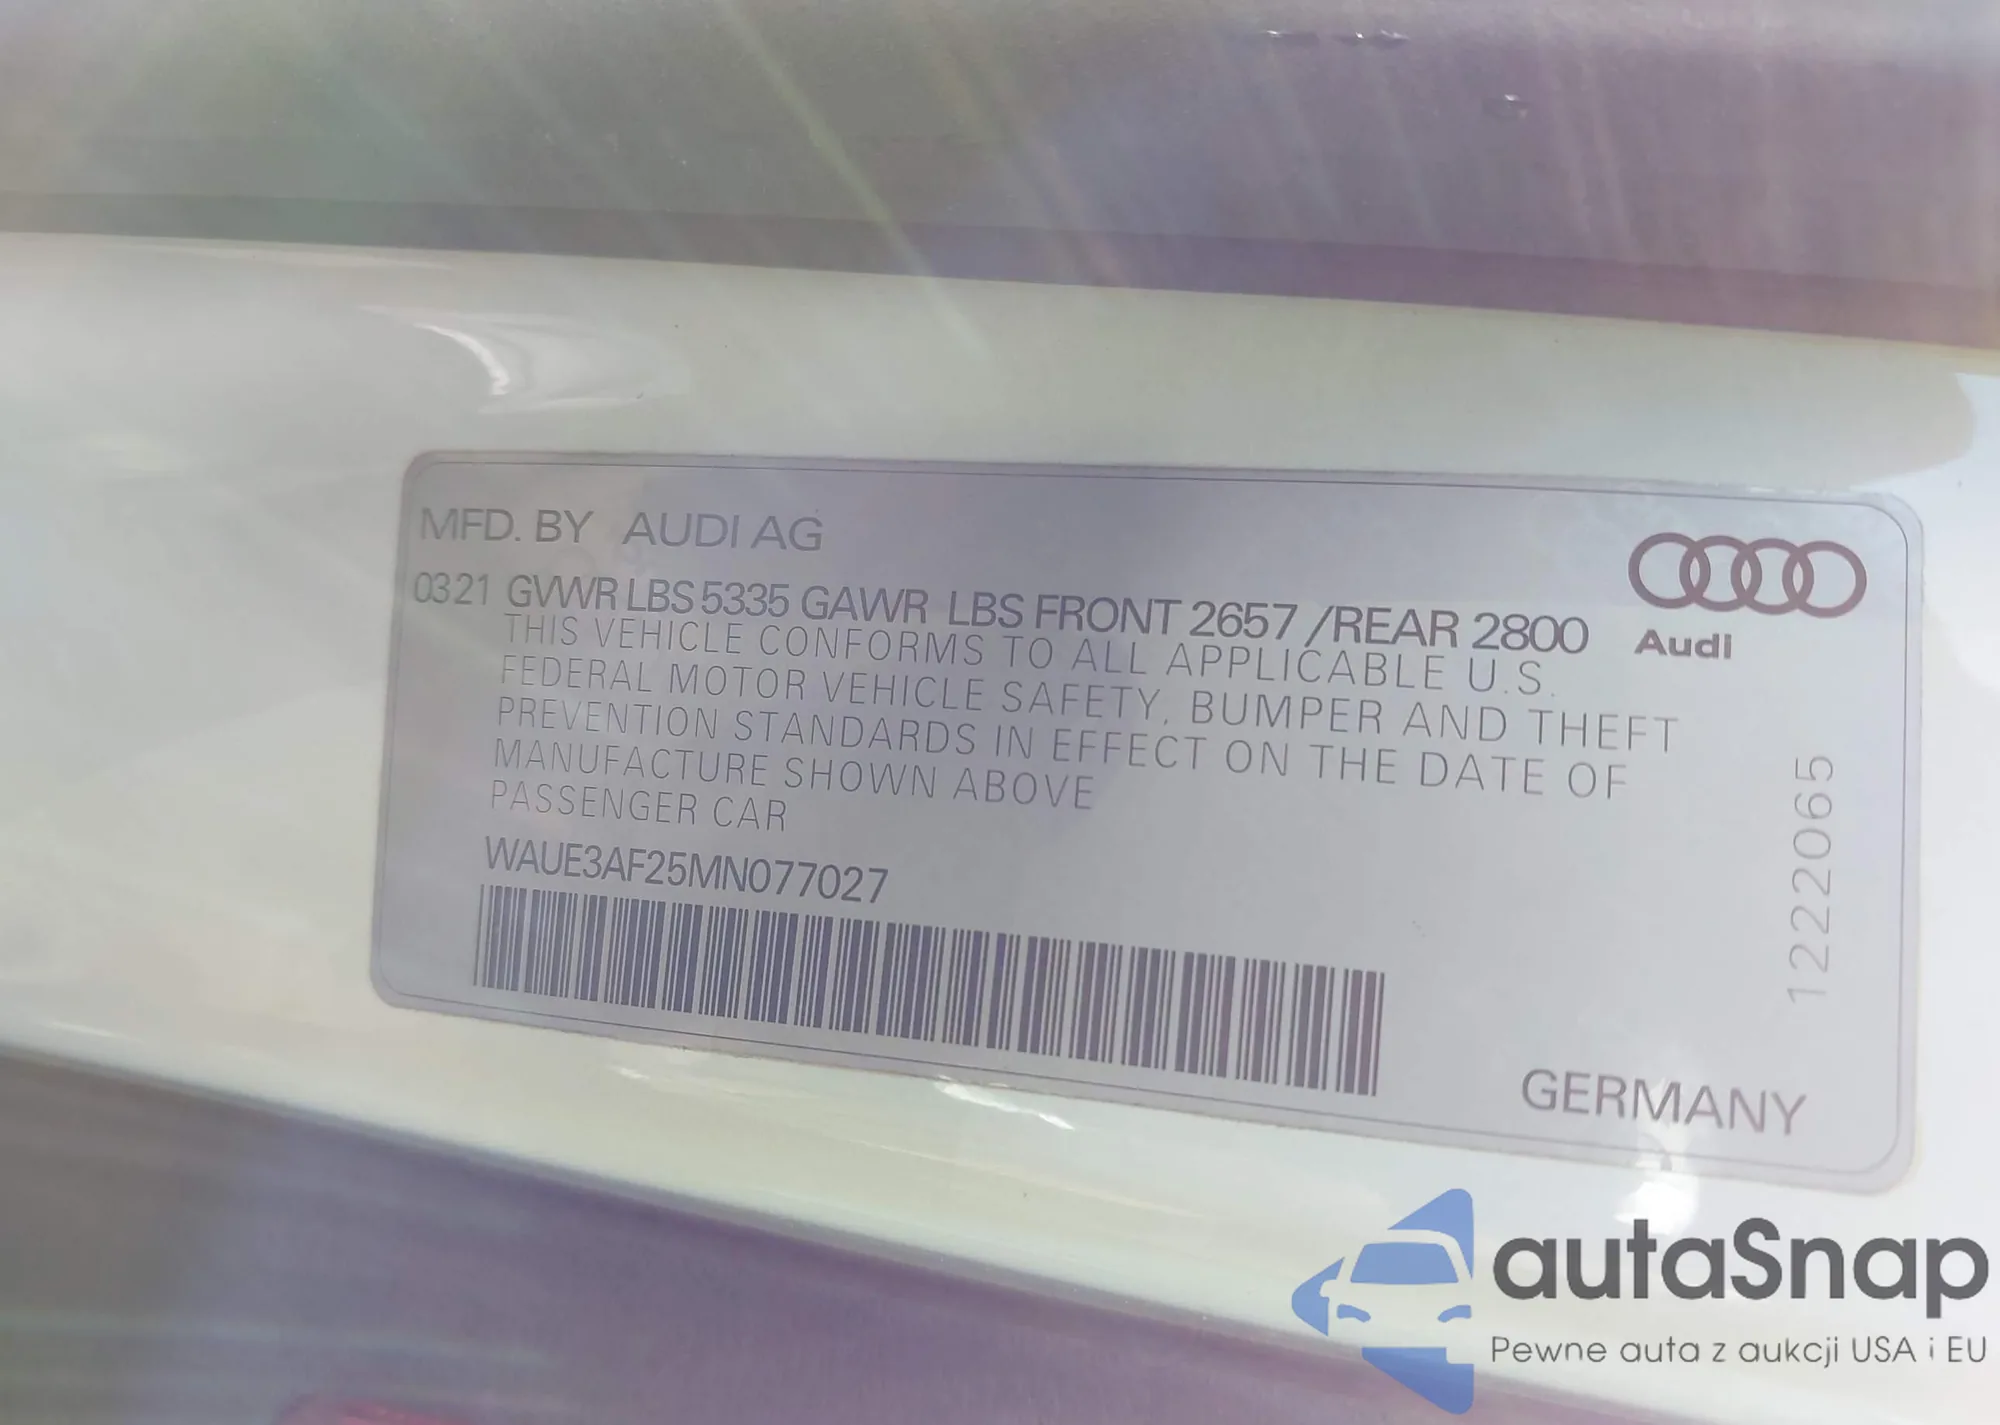 MFD. BY AUDI AG
0321 GVWR LBS 5335 GAWR LBS FRONT 2657 /REAR 2800
THIS VEHICLE CONFORMS TO ALL APPLICABLE U.S.
FEDERAL MOTOR VEHICLE SAFETY, BUMPER AND THEFT
PREVENTION STANDARDS IN EFFECT ON THE DATE OF
MANUFACTURE SHOWN ABOVE
PASSENGER CAR
WAUE3AF25MN077027
Audi
1222065
GERMANY
autaSnap
Pewne auta z aukcji USA i EU